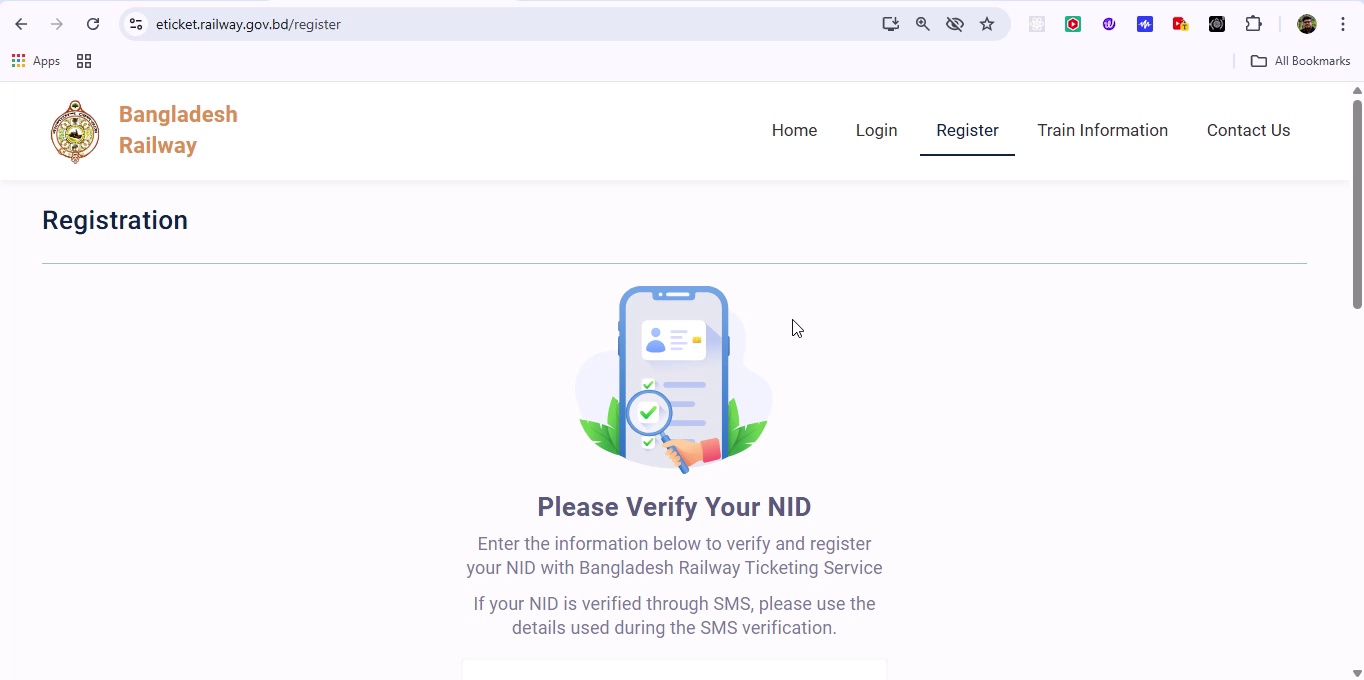 eticket.railway.gov.bd/register
Apps
All Bookmarks
Bangladesh
Railway
Home
Login
Register
Train Information
Contact Us
Registration
Please Verify Your NID
Enter the information below to verify and register
your NID with Bangladesh Railway Ticketing Service
If your NID is verified through SMS, please use the
details used during the SMS verification.